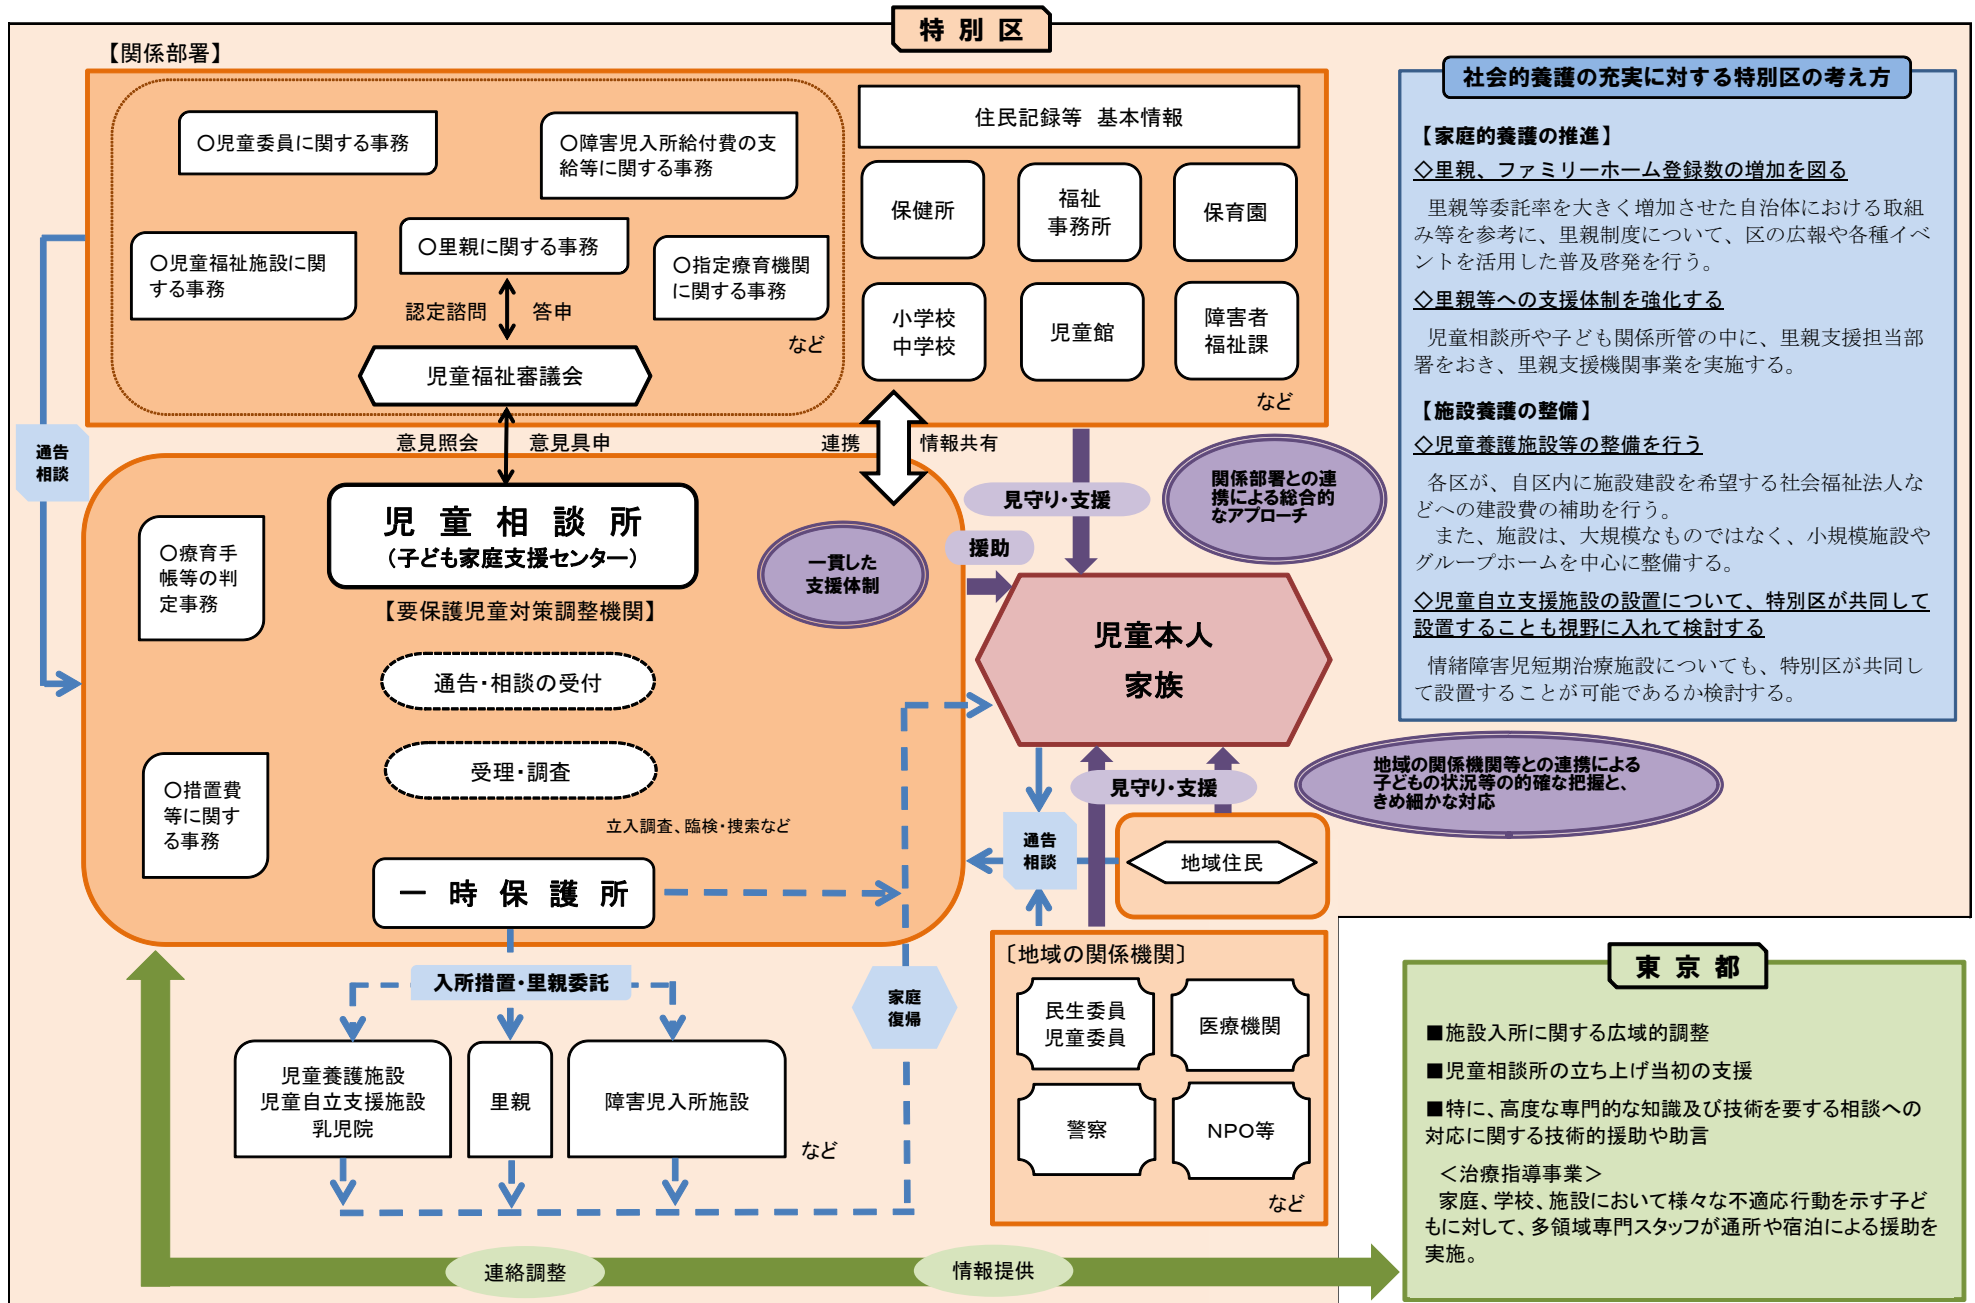 特別区
【関係部署】
〇児童委員に関する事務
〇障害児入所給付費の支
給等に関する事務
〇児童福祉施設に関
する事務
〇里親に関する事務
〇指定療育機関
に関する事務
認定諮問
答申
など
児童福祉審議会
住民記録等 基本情報
保健所
福祉
事務所
保育園
小学校
中学校
児童館
障害者
福祉課
など
通告
相談
意見照会
意見具申
連携
情報共有
児童相談所
(子ども家庭支援センター)
【要保護児童対策調整機関】
〇療育手
帳等の判
定事務
通告・相談の受付
受理・調査
〇措置費
等に関す
る事務
立入調査、臨検・捜索など
一時保護所
一貫した
支援体制
援助
見守り・支援
関係部署との連
携による総合的
なアプローチ
児童本人
家族
見守り・支援
地域の関係機関等との連携による
子どもの状況等の的確な把握と、
きめ細かな対応
通告
相談
地域住民
〔地域の関係機関〕
民生委員
児童委員
医療機関
警察
NPO等
など
入所措置・里親委託
児童養護施設
児童自立支援施設
乳児院
里親
障害児入所施設
など
家庭
復帰
連絡調整
情報提供
社会的養護の充実に対する特別区の考え方
【家庭的養護の推進】
◇里親、ファミリーホーム登録数の増加を図る
里親等委託率を大きく増加させた自治体における取組
み等を参考に、里親制度について、区の広報や各種イベ
ントを活用した普及啓発を行う。
◇里親等への支援体制を強化する
児童相談所や子ども関係所管の中に、里親支援担当部
署をおき、里親支援機関事業を実施する。
【施設養護の整備】
◇児童養護施設等の整備を行う
各区が、自区内に施設建設を希望する社会福祉法人な
どへの建設費の補助を行う。
また、施設は、大規模なものではなく、小規模施設や
グループホームを中心に整備する。
◇児童自立支援施設の設置について、特別区が共同して
設置することも視野に入れて検討する
情緒障害児短期治療施設についても、特別区が共同し
て設置することが可能であるか検討する。
東京都
■施設入所に関する広域的調整
■児童相談所の立ち上げ当初の支援
■特に、高度な専門的な知識及び技術を要する相談への
対応に関する技術的援助や助言
＜治療指導事業＞
家庭、学校、施設において様々な不適応行動を示す子ど
もに対して、多領域専門スタッフが通所や宿泊による援助を
実施。